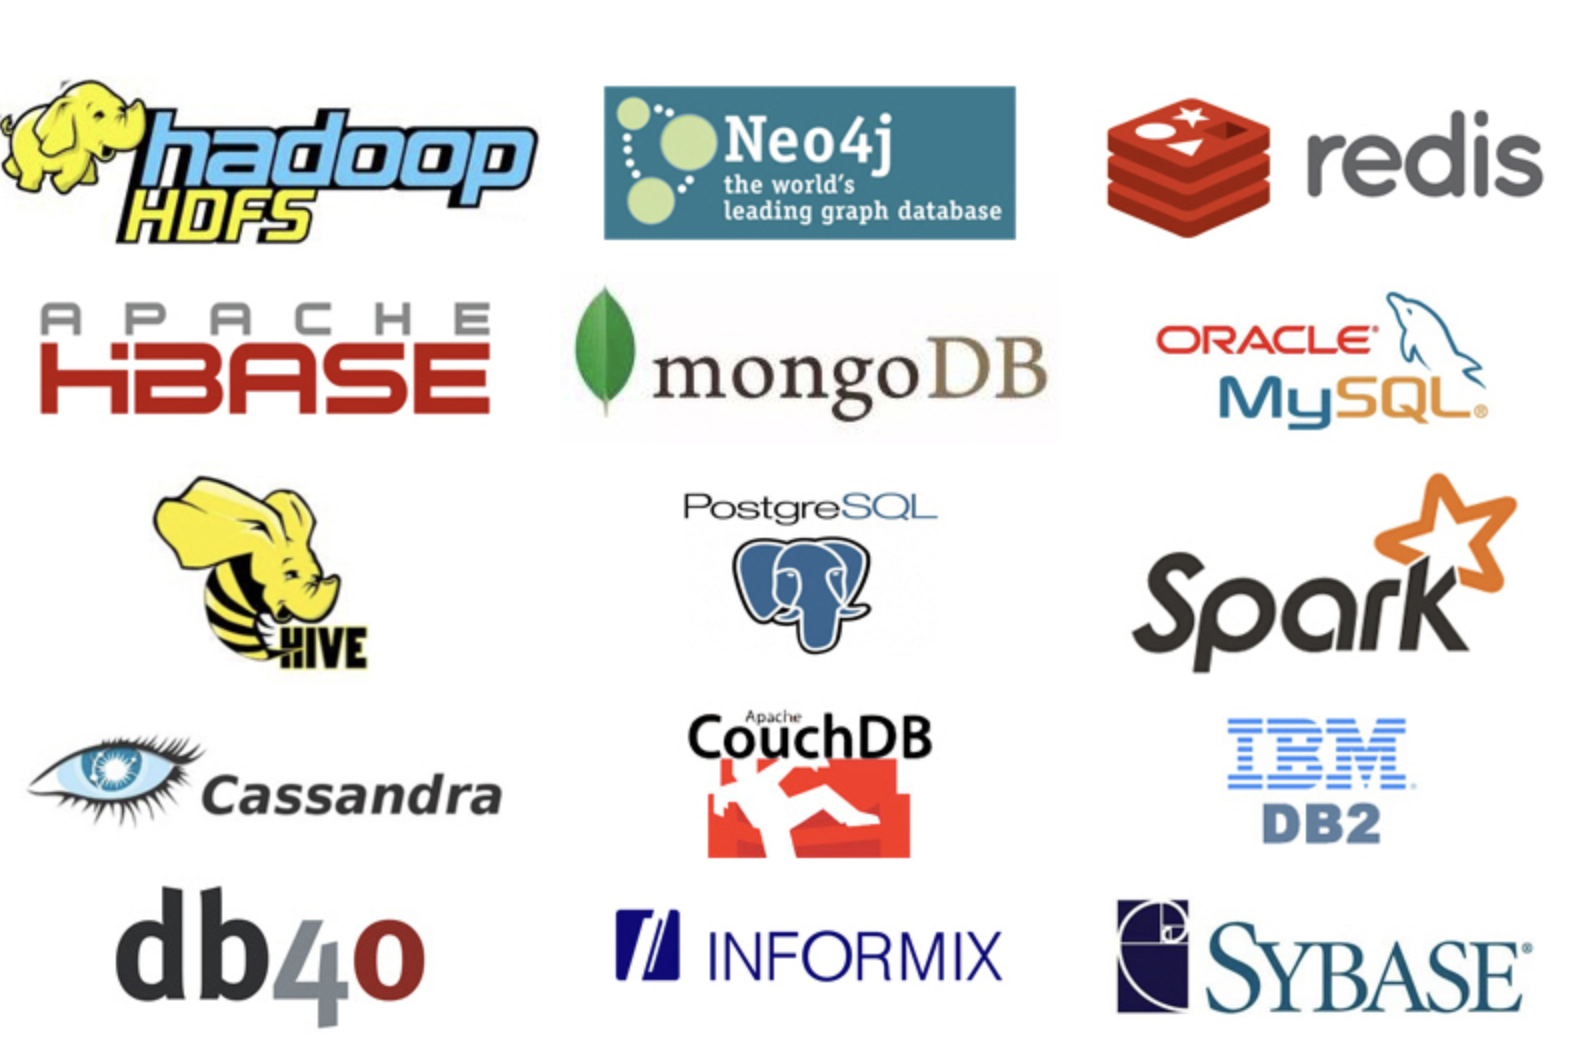 hadoop
HDFS
Neo4j
the world's
leading graph database
redis
APACHE
HBASE
mongoDB
ORACLE®
MySQL®
HIVE
PostgreSQL
Spark
Cassandra
Apache
CouchDB
IBM®
DB2
db4o
INFORMIX
SYBASE®